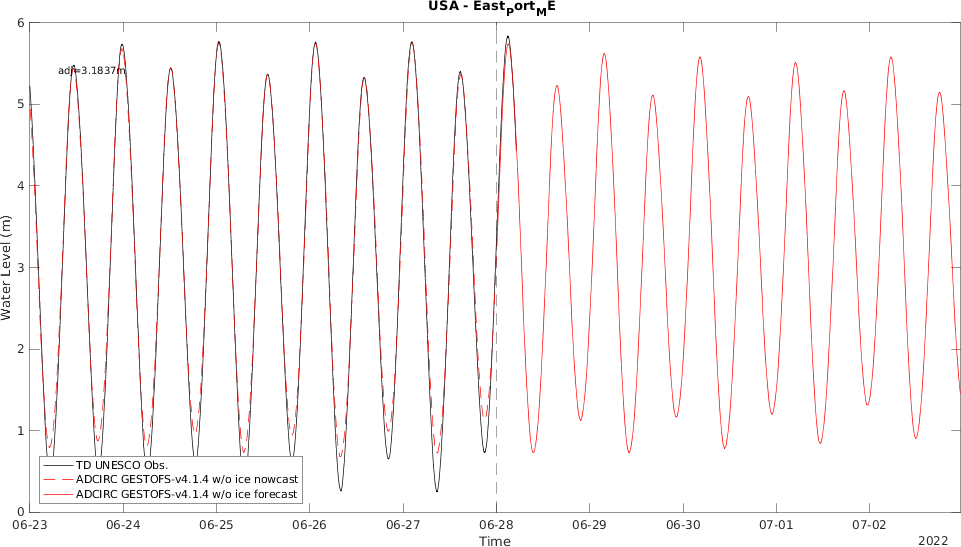 USA - EastPortME
adj=3.1837m
Water Level (m)
6
5
4
3
2
1
0
TD UNESCO Obs.
ADCIRC GESTOFS-v4.1.4 w/o ice nowcast
ADCIRC GESTOFS-v4.1.4 w/o ice forecast
06-23 06-24 06-25 06-26 06-27 06-28 06-29 06-30 07-01 07-02
Time
2022